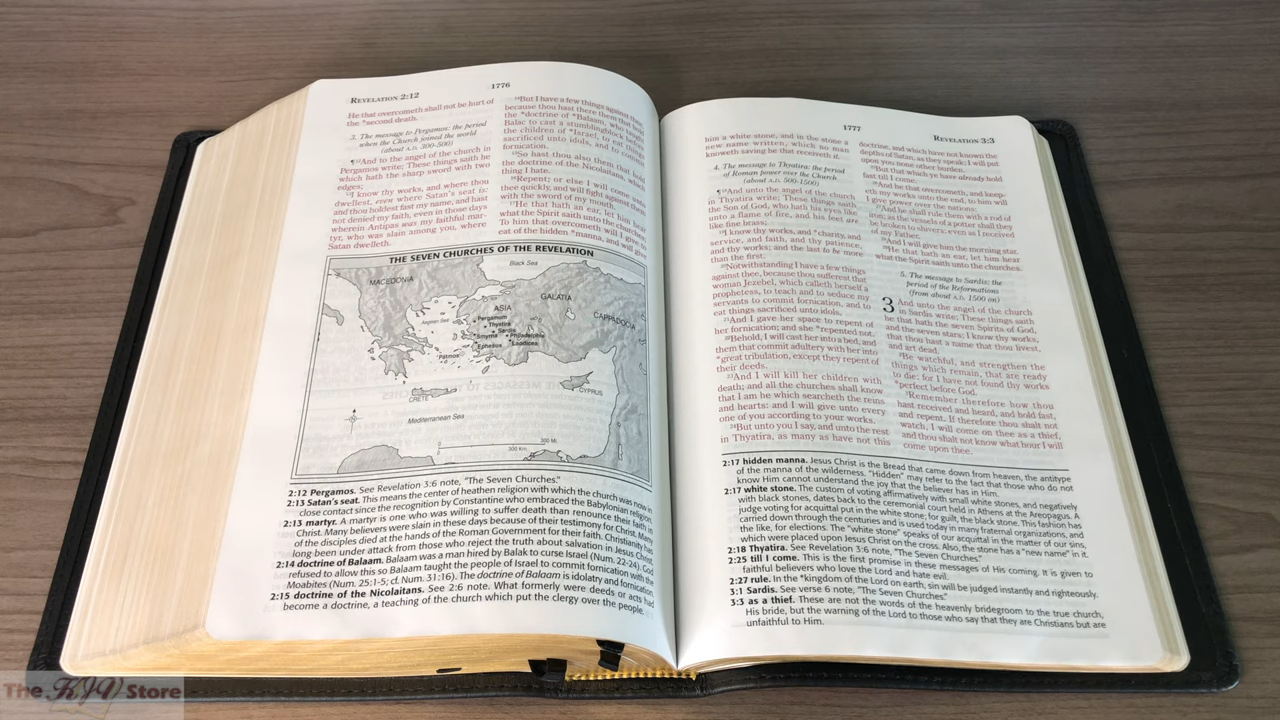 REVELATION 2:12
1776
He that overcometh shall not be hurt of
the *second death.
3. The message to Pergamos: the period
when the Church joined the world
(about A.D. 300-500)
¶¹²And to the angel of the church in
Pergamos write; These things saith he
which hath the sharp sword with two
edges;
¹³I know thy works, and where thou
dwellest, even where Satan's seat is:
and thou holdest fast my name, and hast
not denied my faith, even in those days
wherein Antipas was my faithful mar-
tyr, who was slain among you, where
Satan dwelleth.
¹⁴But I have a few things against thee,
because thou hast there them that hold
the *doctrine of *Balaam, who taught
Balac to cast a stumblingblock before
the children of *Israel, to eat things
sacrificed unto idols, and to commit
fornication.
¹⁵So hast thou also them that hold
the doctrine of the Nicolaitans, which
thing I hate.
¹⁶Repent; or else I will come unto
thee quickly, and will fight against them
with the sword of my mouth.
¹⁷He that hath an ear, let him hear
what the Spirit saith unto the churches;
To him that overcometh will I give to
eat of the hidden *manna, and will give
THE SEVEN CHURCHES OF THE REVELATION
Black Sea
MACEDONIA
GALATIA
ASIA
CAPPADOCIA
Aegean Sea
Pergamum
Thyatira
Sardis
Smyrna
Philadelphia
Ephesus
Laodicea
Patmos
CRETE
CYPRUS
Mediterranean Sea
0
300 Mi.
0
300 Km.
2:12 Pergamos. See Revelation 3:6 note, "The Seven Churches."
2:13 Satan's seat. This means the center of heathen religion with which the church was now in
close contact since the recognition by Constantine who embraced the Babylonian religion.
2:13 martyr. A martyr is one who was willing to suffer death than renounce their faith in
Christ. Many believers were slain in these days because of their testimony for Christ. Many
of the disciples died at the hands of the Roman Government for their faith. Christianity has
long been under attack from those who reject the truth about salvation in Jesus Christ.
2:14 doctrine of Balaam. Balaam was a man hired by Balak to curse Israel (Num. 22-24). God
refused to allow this so Balaam taught the people of Israel to commit fornication with the
Moabites (Num. 25:1-5; cf. Num. 31:16). The doctrine of Balaam is idolatry and fornication.
2:15 doctrine of the Nicolaitans. See 2:6 note. What formerly were deeds or acts had
become a doctrine, a teaching of the church which put the clergy over the people.
1777
REVELATION 3:3
him a white stone, and in the stone a
new name written, which no man
knoweth saving he that receiveth it.
4. The message to Thyatira: the period
of Roman power over the Church
(about A.D. 500-1500)
¶¹⁸And unto the angel of the church
in Thyatira write; These things saith
the Son of God, who hath his eyes like
unto a flame of fire, and his feet are
like fine brass;
¹⁹I know thy works, and *charity, and
service, and faith, and thy patience,
and thy works; and the last to be more
than the first.
²⁰Notwithstanding I have a few things
against thee, because thou sufferest that
woman Jezebel, which calleth herself a
prophetess, to teach and to seduce my
servants to commit fornication, and to
eat things sacrificed unto idols.
²¹And I gave her space to repent of
her fornication; and she *repented not.
²²Behold, I will cast her into a bed, and
them that commit adultery with her into
*great tribulation, except they repent of
their deeds.
²³And I will kill her children with
death; and all the churches shall know
that I am he which searcheth the reins
and hearts: and I will give unto every
one of you according to your works.
²⁴But unto you I say, and unto the rest
in Thyatira, as many as have not this
doctrine, and which have not known the
depths of Satan, as they speak; I will put
upon you none other burden.
²⁵But that which ye have already hold
fast till I come.
²⁶And he that overcometh, and keep-
eth my works unto the end, to him will
I give power over the nations:
²⁷And he shall rule them with a rod of
iron; as the vessels of a potter shall they
be broken to shivers: even as I received
of my Father.
²⁸And I will give him the morning star.
²⁹He that hath an ear, let him hear
what the Spirit saith unto the churches.
5. The message to Sardis: the
period of the Reformations
(from about A.D. 1500 on)
3 And unto the angel of the church
in Sardis write; These things saith
he that hath the seven Spirits of God,
and the seven stars; I know thy works,
that thou hast a name that thou livest,
and art dead.
²Be watchful, and strengthen the
things which remain, that are ready
to die: for I have not found thy works
*perfect before God.
³Remember therefore how thou
hast received and heard, and hold fast,
and repent. If therefore thou shalt not
watch, I will come on thee as a thief,
and thou shalt not know what hour I will
come upon thee.
2:17 hidden manna. Jesus Christ is the Bread that came down from heaven, the antitype
of the manna of the wilderness. "Hidden" may refer to the fact that those who do not
know Him cannot understand the joy that the believer has in Him.
2:17 white stone. The custom of voting affirmatively with small white stones, and negatively
with black stones, dates back to the ceremonial court held in Athens at the Areopagus. A
judge voting for acquittal put in the white stone; for guilt, the black stone. This fashion has
carried down through the centuries and is used today in many fraternal organizations, and
the like, for elections. The "white stone" speaks of our acquittal in the matter of our sins,
which were placed upon Jesus Christ on the cross. Also, the stone has a "new name" in it.
2:18 Thyatira. See Revelation 3:6 note, "The Seven Churches."
2:25 till I come. This is the first promise in these messages of His coming. It is given to
faithful believers who love the Lord and hate evil.
2:27 rule. In the *kingdom of the Lord on earth, sin will be judged instantly and righteously.
3:1 Sardis. See verse 6 note, "The Seven Churches."
3:3 as a thief. These are not the words of the heavenly bridegroom to the true church,
His bride, but the warning of the Lord to those who say that they are Christians but are
unfaithful to Him.
The KJV Store